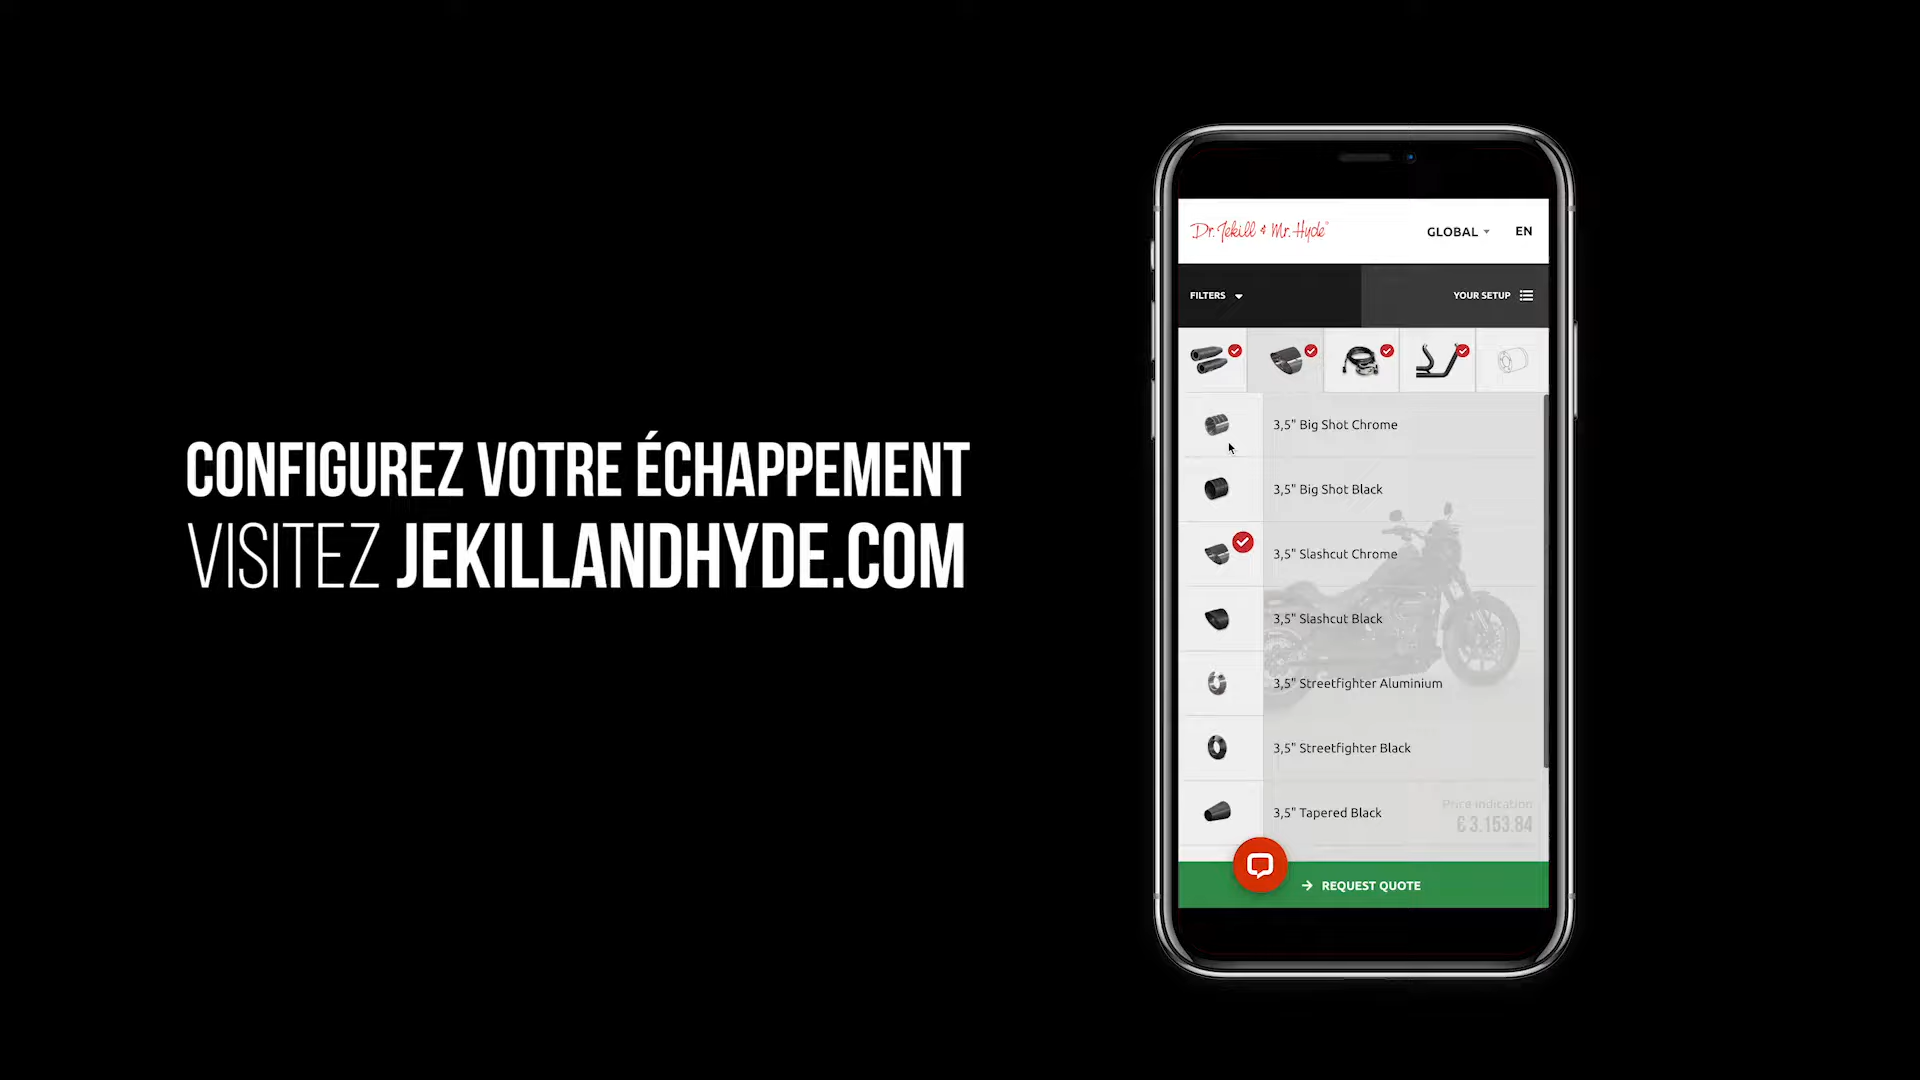 CONFIGUREZ VOTRE ÉCHAPPEMENT
VISITEZ JEKILLANDHYDE.COM
Dr. Jekill & Mr. Hyde®
GLOBAL
EN
FILTERS
YOUR SETUP
3,5" Big Shot Chrome
3,5" Big Shot Black
3,5" Slashcut Chrome
3,5" Slashcut Black
3,5" Streetfighter Aluminium
3,5" Streetfighter Black
3,5" Tapered Black
Price indication
€ 3.153.84
REQUEST QUOTE